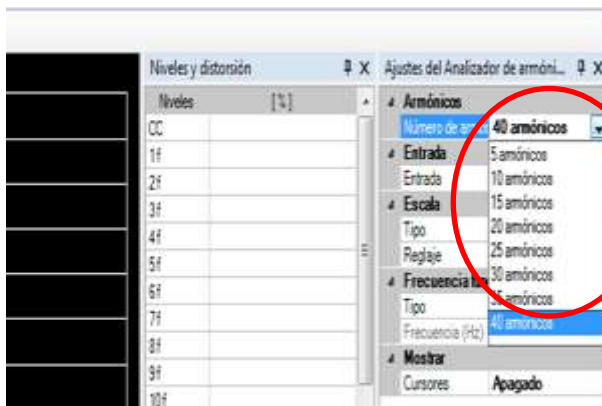 Niveles y distorsión
Niveles [%]
CC
1f
2f
3f
4f
5f
6f
7f
8f
9f
10f
Ajustes del Analizador de armóni...
Armónicos
Número de 40 armónicos
Entrada
Entrada
Escala
Tipo
Reglaje
Frecuencia
Tipo
Frecuencia (Hz)
Mostrar
Cursores Apagado
5 armónicos
10 armónicos
15 armónicos
20 armónicos
25 armónicos
30 armónicos
35 armónicos
40 armónicos